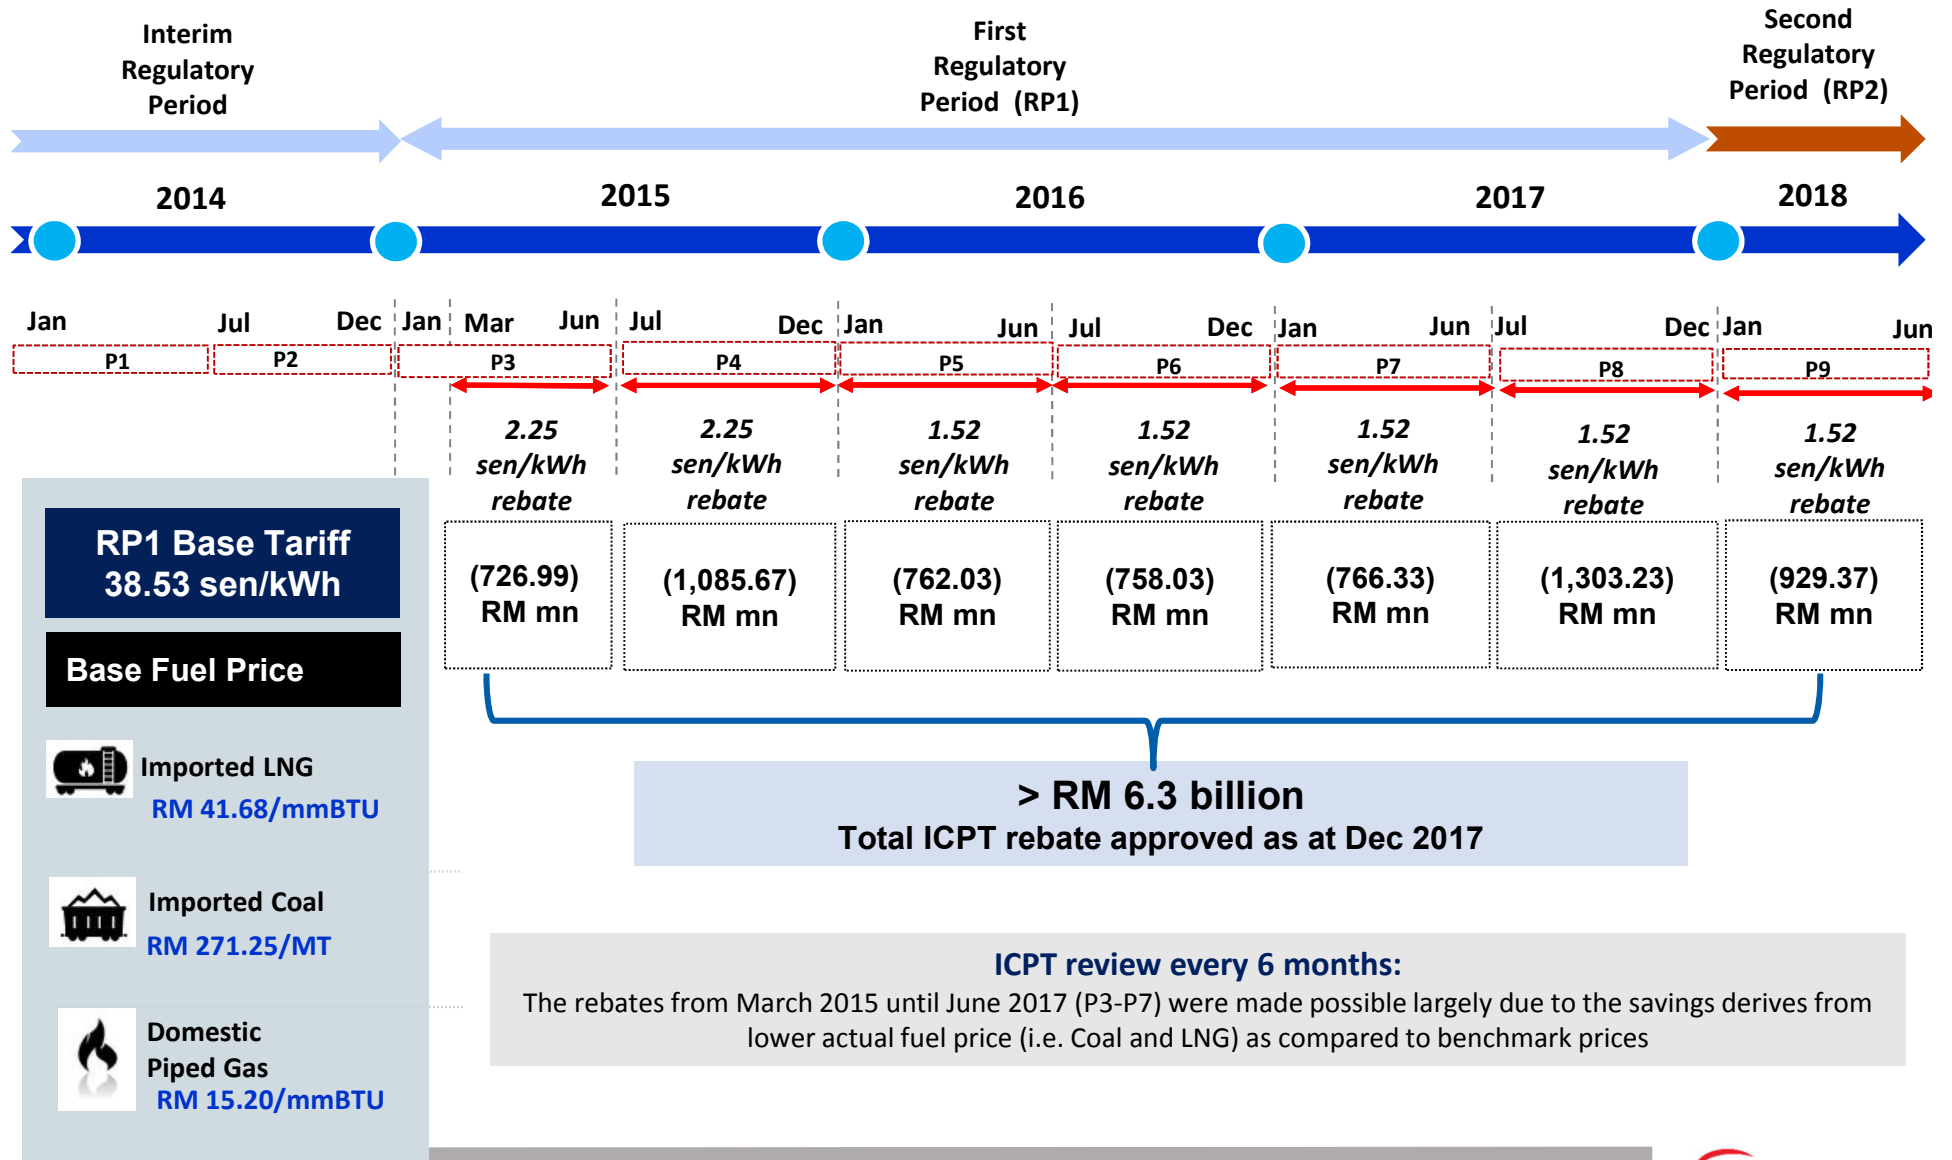 Interim
Regulatory
Period
First
Regulatory
Period (RP1)
Second
Regulatory
Period (RP2)
2014
2015
2016
2017
2018
Jan Jul Dec Jan Mar Jun Jul Dec Jan Jun Jul Dec Jan Jun Jul Dec Jan Jun
P1 P2 P3 P4 P5 P6 P7 P8 P9
2.25
sen/kWh
rebate
2.25
sen/kWh
rebate
1.52
sen/kWh
rebate
1.52
sen/kWh
rebate
1.52
sen/kWh
rebate
1.52
sen/kWh
rebate
1.52
sen/kWh
rebate
(726.99)
RM mn
(1,085.67)
RM mn
(762.03)
RM mn
(758.03)
RM mn
(766.33)
RM mn
(1,303.23)
RM mn
(929.37)
RM mn
RP1 Base Tariff
38.53 sen/kWh
Base Fuel Price
Imported LNG
RM 41.68/mmBTU
Imported Coal
RM 271.25/MT
Domestic
Piped Gas
RM 15.20/mmBTU
> RM 6.3 billion
Total ICPT rebate approved as at Dec 2017
ICPT review every 6 months:
The rebates from March 2015 until June 2017 (P3-P7) were made possible largely due to the savings derives from
lower actual fuel price (i.e. Coal and LNG) as compared to benchmark prices